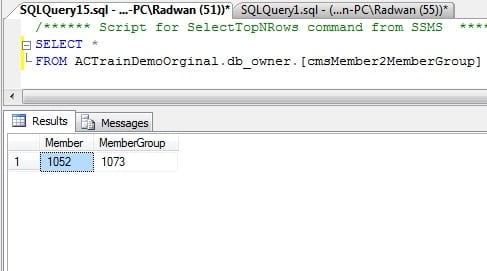 SQLQuery15.sql - ...-PC\Radwan (51))* SQLQuery1.sql - (...n-PC\Radwan (55))*
/****** Script for SelectTopNRows command from SSMS ****
SELECT *
FROM ACTrainDemoOrginal.db_owner.[cmsMember2MemberGroup]
Results Messages
Member MemberGroup
1 1052 1073